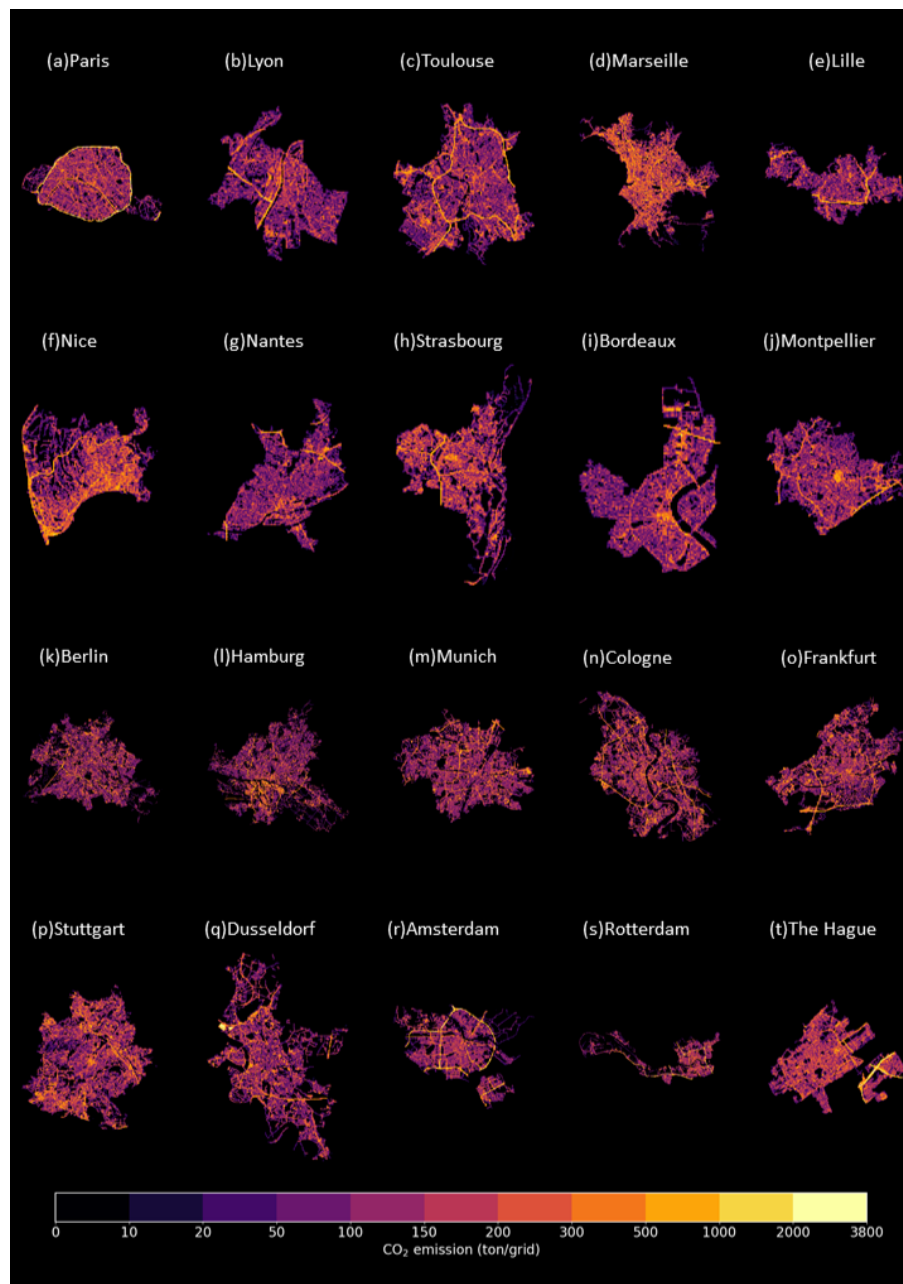 (a)Paris (b)Lyon (c)Toulouse (d)Marseille (e)Lille
(f)Nice (g)Nantes (h)Strasbourg (i)Bordeaux (j)Montpellier
(k)Berlin (l)Hamburg (m)Munich (n)Cologne (o)Frankfurt
(p)Stuttgart (q)Dusseldorf (r)Amsterdam (s)Rotterdam (t)The Hague
0 10 20 50 100 150 200 300 500 1000 2000 3800
CO₂ emission (ton/grid)